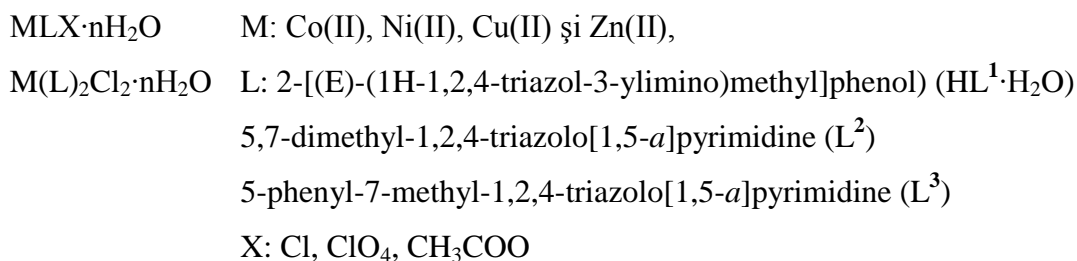 MLX·nH₂O M: Co(II), Ni(II), Cu(II) şi Zn(II),
M(L)₂Cl₂·nH₂O L: 2-[(E)-(1H-1,2,4-triazol-3-ylimino)methyl]phenol) (HL¹·H₂O)
5,7-dimethyl-1,2,4-triazolo[1,5-a]pyrimidine (L²)
5-phenyl-7-methyl-1,2,4-triazolo[1,5-a]pyrimidine (L³)
X: Cl, ClO₄, CH₃COO